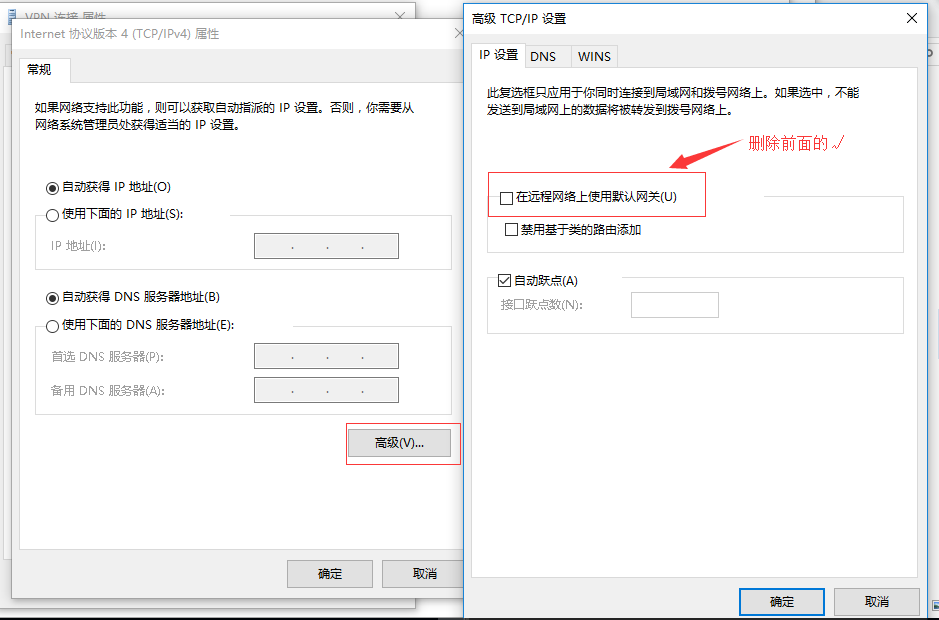 VPN 连接 属性
Internet 协议版本 4 (TCP/IPv4) 属性
常规
如果网络支持此功能，则可以获取自动指派的 IP 设置。否则，你需要从
网络系统管理员处获得适当的 IP 设置。
自动获得 IP 地址(O)
使用下面的 IP 地址(S):
IP 地址(I):
自动获得 DNS 服务器地址(B)
使用下面的 DNS 服务器地址(E):
首选 DNS 服务器(P):
备用 DNS 服务器(A):
高级(V)...
确定
取消
高级 TCP/IP 设置
IP 设置
DNS
WINS
此复选框只应用于你同时连接到局域网和拨号网络上。如果选中，不能
发送到局域网上的数据将被转发到拨号网络上。
删除前面的 √
在远程网络上使用默认网关(U)
禁用基于类的路由添加
自动跃点(A)
接口跃点数(N):
确定
取消